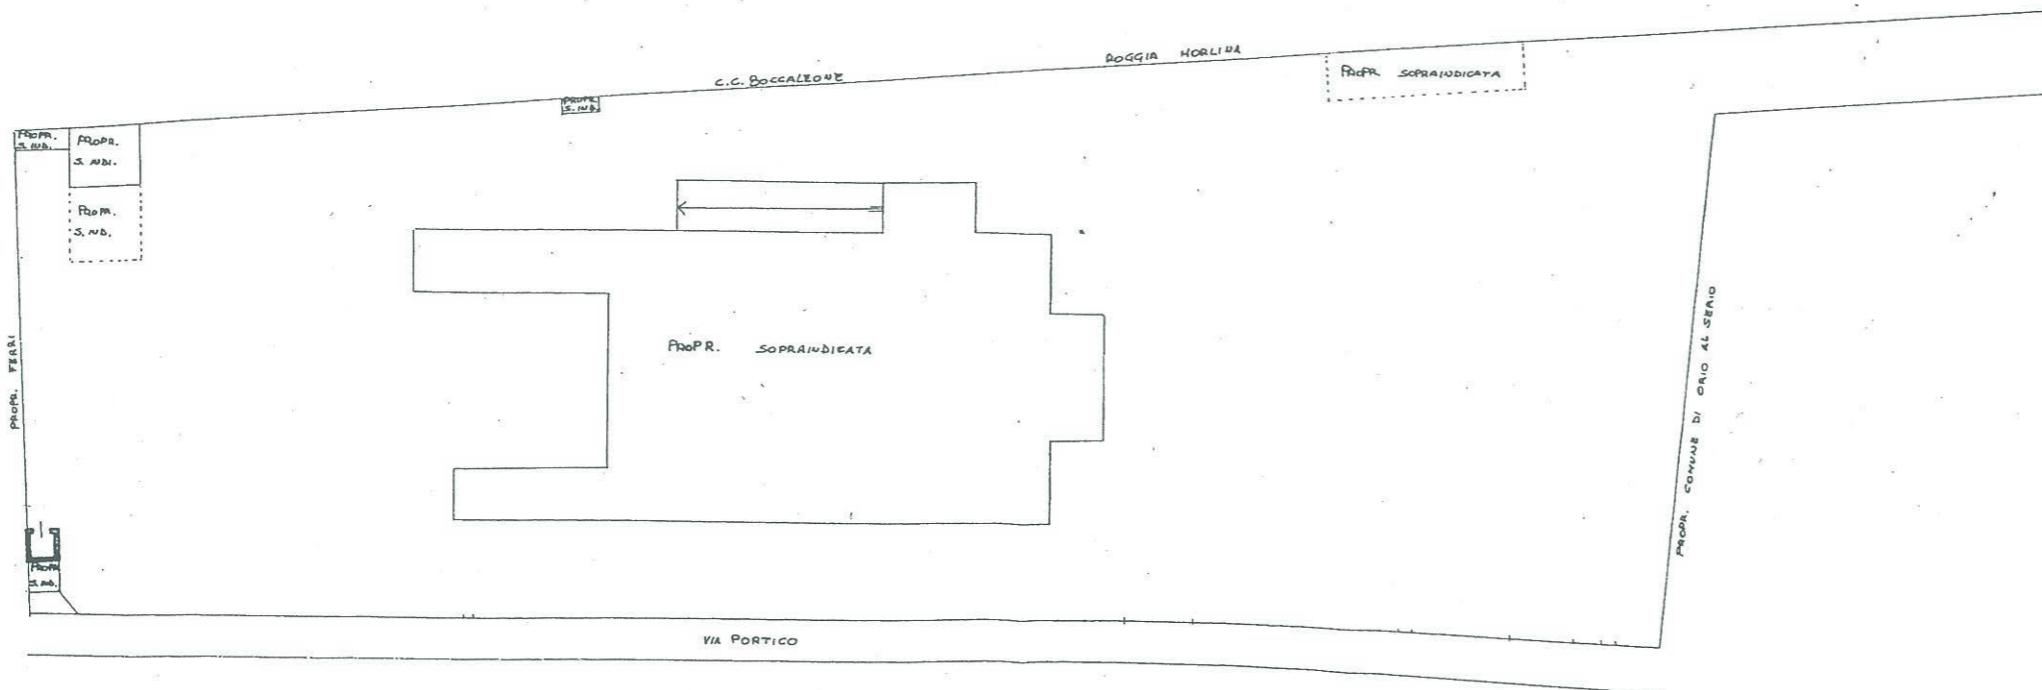 ROGGIA MORLINA
C.C. BOCCALEONE
PROPR. SOPRAINDICATA
PROPR.
S. IND.
PROPR.
S. IND.
PROPR.
S. INDI.
PROPR.
S. IND.
PROPR. SOPRAINDICATA
PROPR. FERRI
PROPR. COMUNE DI ORIO AL SERIO
PROPR.
S. IND.
VIA PORTICO